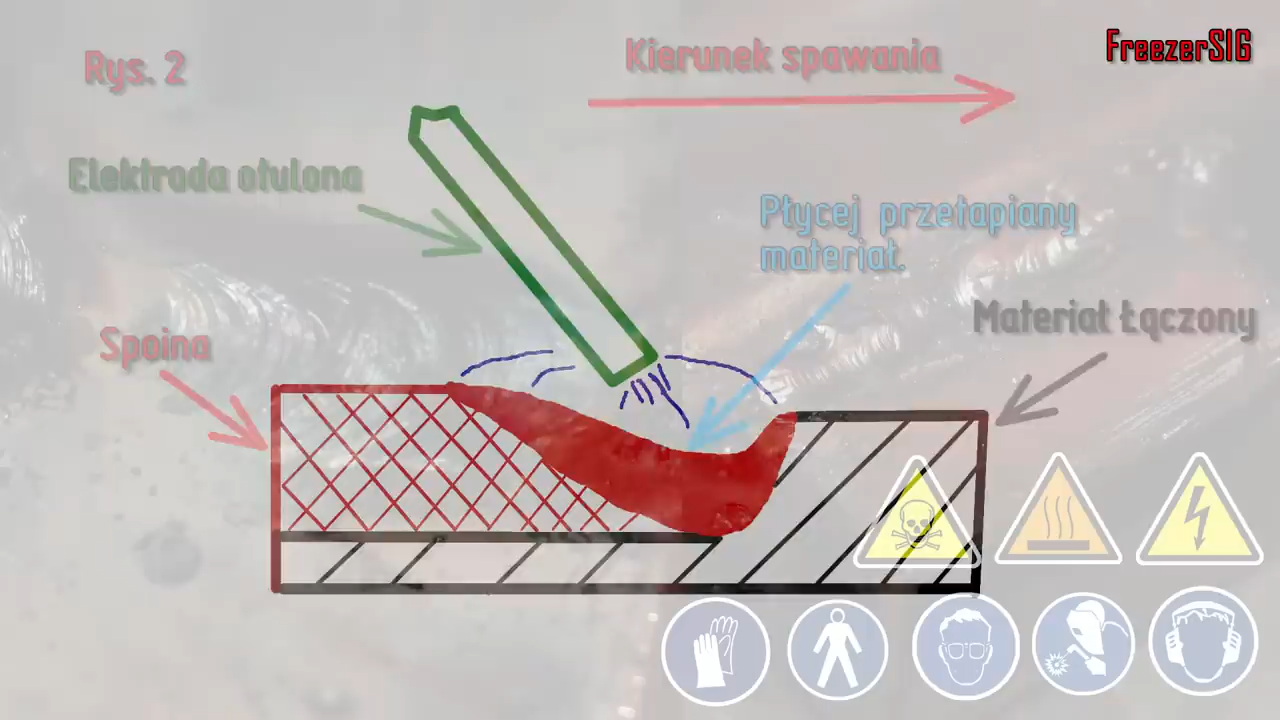 Rys. 2
Kierunek spawania
FreezerSIG
Elektroda otulona
Płycej przetapiany
materiał.
Spoina
Materiał Łączony